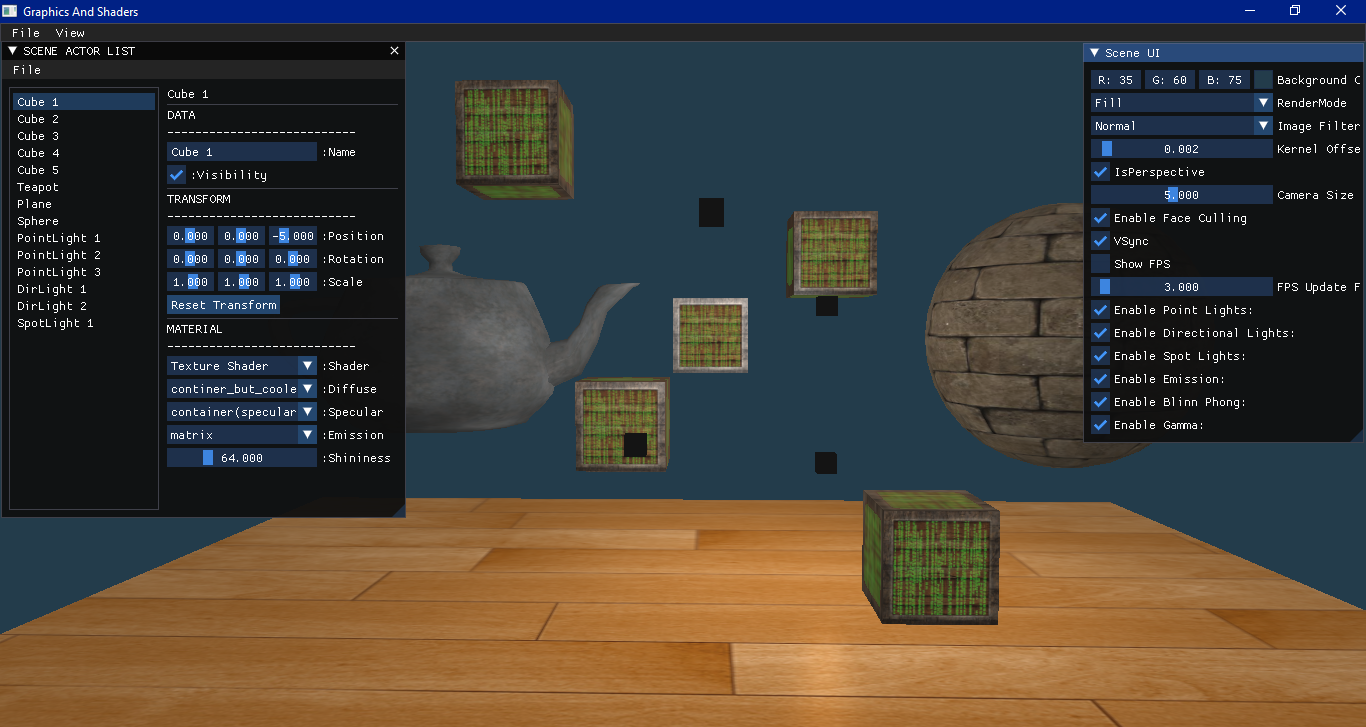 Graphics And Shaders
File View
SCENE ACTOR LIST
File
Cube 1
Cube 2
Cube 3
Cube 4
Cube 5
Teapot
Plane
Sphere
PointLight 1
PointLight 2
PointLight 3
DirLight 1
DirLight 2
SpotLight 1
Cube 1
DATA
---------------------------
Cube 1 :Name
:Visibility
TRANSFORM
---------------------------
0.000 0.000 -5.000 :Position
0.000 0.000 0.000 :Rotation
1.000 1.000 1.000 :Scale
Reset Transform
MATERIAL
---------------------------
Texture Shader :Shader
continer_but_coole :Diffuse
container(specular :Specular
matrix :Emission
64.000 :Shininess
Scene UI
R: 35 G: 60 B: 75 Background C
Fill RenderMode
Normal Image Filter
0.002 Kernel Offse
IsPerspective
5.000 Camera Size
Enable Face Culling
VSync
Show FPS
3.000 FPS Update F
Enable Point Lights:
Enable Directional Lights:
Enable Spot Lights:
Enable Emission:
Enable Blinn Phong:
Enable Gamma: